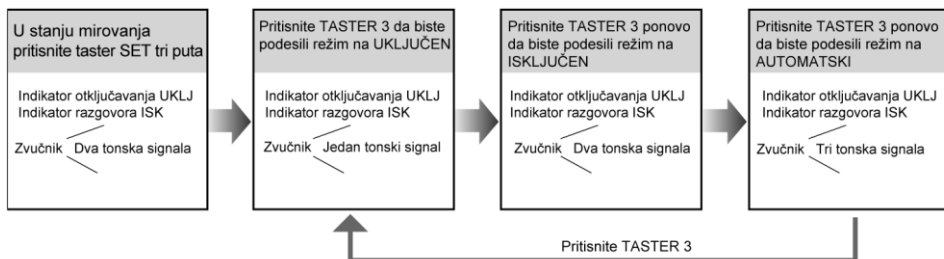 U stanju mirovanja
pritisnite taster SET tri puta
Indikator otključavanja UKLJ
Indikator razgovora ISK
Zvučnik Dva tonska signala
Pritisnite TASTER 3 da biste
podesili režim na UKLJUČEN
Indikator otključavanja UKLJ
Indikator razgovora ISK
Zvučnik Jedan tonski signal
Pritisnite TASTER 3 ponovo
da biste podesili režim na
ISKLJUČEN
Indikator otključavanja UKLJ
Indikator razgovora ISK
Zvučnik Dva tonska signala
Pritisnite TASTER 3 ponovo
da biste podesili režim na
AUTOMATSKI
Indikator otključavanja UKLJ
Indikator razgovora ISK
Zvučnik Tri tonska signala
Pritisnite TASTER 3